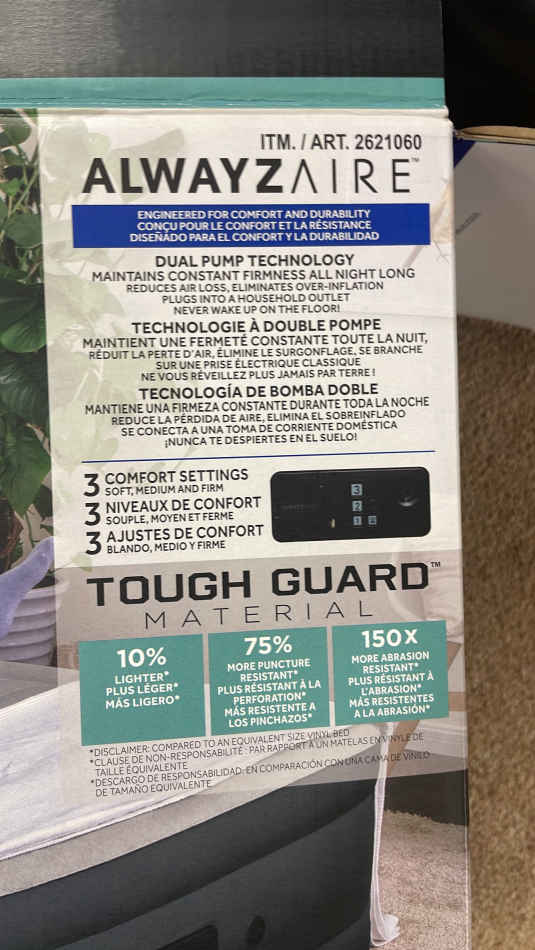 ITM. / ART. 2621060
ALWAYZAIRE™
ENGINEERED FOR COMFORT AND DURABILITY
CONÇU POUR LE CONFORT ET LA RÉSISTANCE
DISEÑADO PARA EL CONFORT Y LA DURABILIDAD
DUAL PUMP TECHNOLOGY
MAINTAINS CONSTANT FIRMNESS ALL NIGHT LONG
REDUCES AIR LOSS, ELIMINATES OVER-INFLATION
PLUGS INTO A HOUSEHOLD OUTLET
NEVER WAKE UP ON THE FLOOR!
TECHNOLOGIE À DOUBLE POMPE
MAINTIENT UNE FERMETÉ CONSTANTE TOUTE LA NUIT,
RÉDUIT LA PERTE D'AIR, ÉLIMINE LE SURGONFLAGE, SE BRANCHE
SUR UNE PRISE ÉLECTRIQUE CLASSIQUE
NE VOUS RÉVEILLEZ PLUS JAMAIS PAR TERRE !
TECNOLOGÍA DE BOMBA DOBLE
MANTIENE UNA FIRMEZA CONSTANTE DURANTE TODA LA NOCHE
REDUCE LA PÉRDIDA DE AIRE, ELIMINA EL SOBREINFLADO
SE CONECTA A UNA TOMA DE CORRIENTE DOMÉSTICA
¡NUNCA TE DESPIERTES EN EL SUELO!
3 COMFORT SETTINGS
SOFT, MEDIUM AND FIRM
3 NIVEAUX DE CONFORT
SOUPLE, MOYEN ET FERME
3 AJUSTES DE CONFORT
BLANDO, MEDIO Y FIRME
3
2
1
TOUGH GUARD™
MATERIAL
10%
LIGHTER*
PLUS LÉGER*
MÁS LIGERO*
75%
MORE PUNCTURE
RESISTANT*
PLUS RÉSISTANT À LA
PERFORATION*
MÁS RESISTENTE A
LOS PINCHAZOS*
150X
MORE ABRASION
RESISTANT*
PLUS RÉSISTANT À
L'ABRASION*
MÁS RESISTENTES
A LA ABRASIÓN*
*DISCLAIMER: COMPARED TO AN EQUIVALENT SIZE VINYL BED
*CLAUSE DE NON-RESPONSABILITÉ : PAR RAPPORT À UN MATELAS EN VINYLE DE
TAILLE ÉQUIVALENTE
*DESCARGO DE RESPONSABILIDAD: EN COMPARACIÓN CON UNA CAMA DE VINILO
DE TAMAÑO EQUIVALENTE